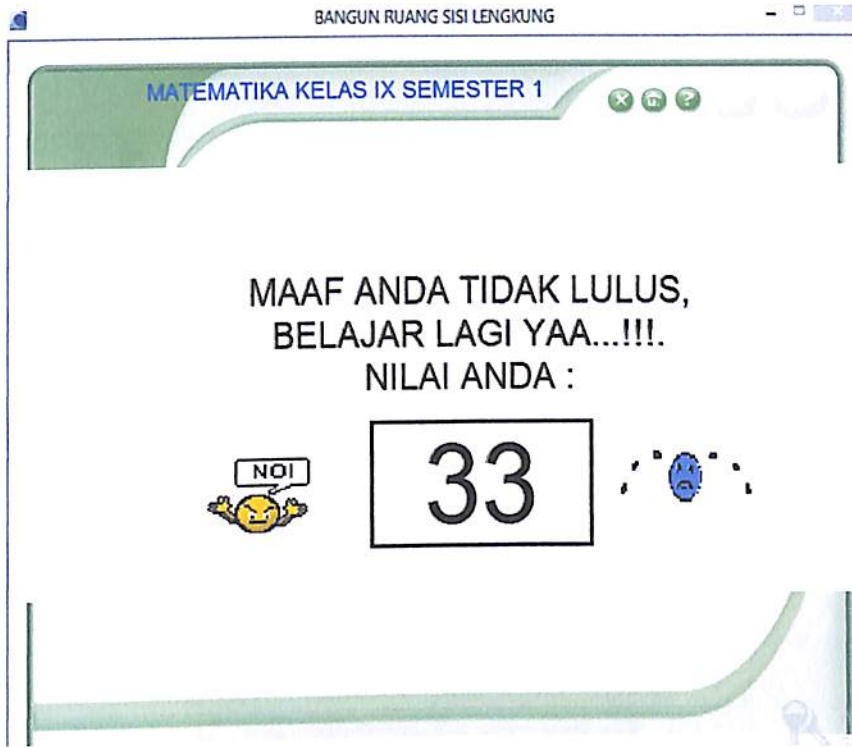 BANGUN RUANG SISI LENGKUNG
MATEMATIKA KELAS IX SEMESTER 1
MAAF ANDA TIDAK LULUS,
BELAJAR LAGI YAA...!!!.
NILAI ANDA :
NO!
33